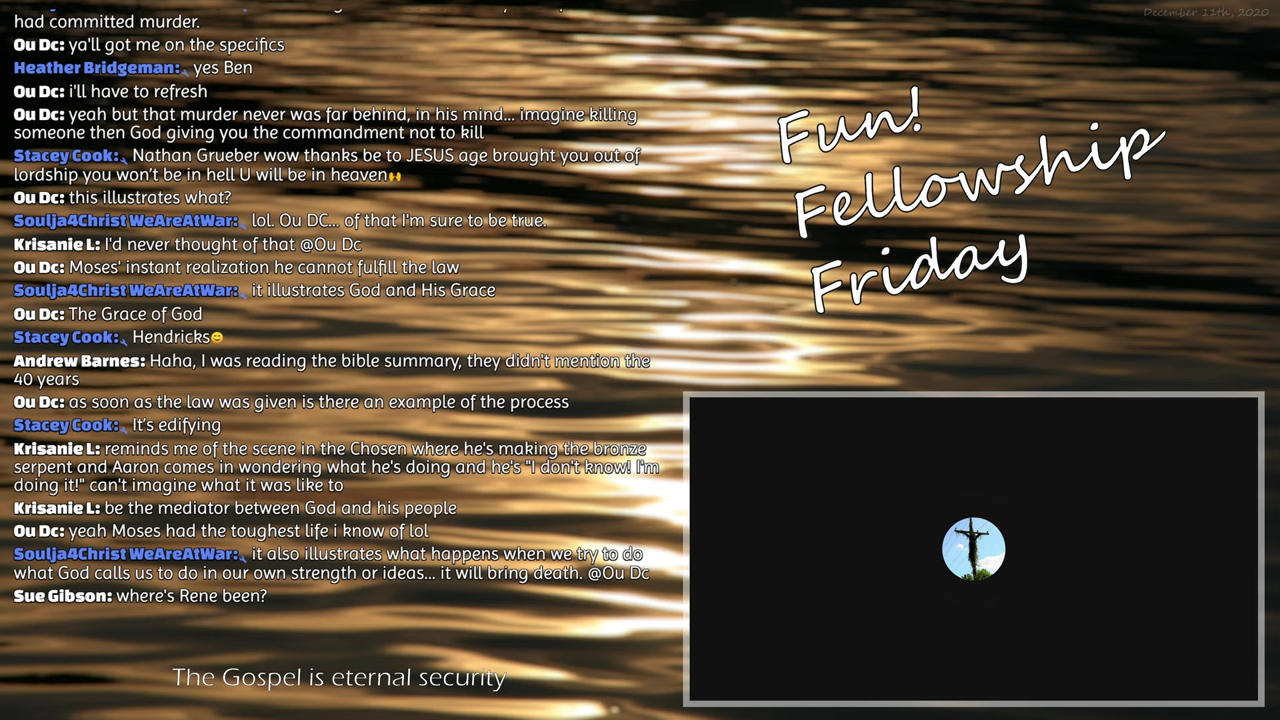 December 11th, 2020
had committed murder.
Ou Dc: ya'll got me on the specifics
Heather Bridgeman: yes Ben
Ou Dc: i'll have to refresh
Ou Dc: yeah but that murder never was far behind, in his mind... imagine killing
someone then God giving you the commandment not to kill
Stacey Cook: Nathan Grueber wow thanks be to JESUS age brought you out of
lordship you won't be in hell U will be in heaven🙌
Ou Dc: this illustrates what?
Soulja4Christ WeAreAtWar: lol. Ou DC... of that I'm sure to be true.
Krisanie L: I'd never thought of that @Ou Dc
Ou Dc: Moses' instant realization he cannot fulfill the law
Soulja4Christ WeAreAtWar: it illustrates God and His Grace
Ou Dc: The Grace of God
Stacey Cook: Hendricks😊
Andrew Barnes: Haha, I was reading the bible summary, they didn't mention the
40 years
Ou Dc: as soon as the law was given is there an example of the process
Stacey Cook: It's edifying
Krisanie L: reminds me of the scene in the Chosen where he's making the bronze
serpent and Aaron comes in wondering what he's doing and he's "I don't know! I'm
doing it!" can't imagine what it was like to
Krisanie L: be the mediator between God and his people
Ou Dc: yeah Moses had the toughest life i know of lol
Soulja4Christ WeAreAtWar: it also illustrates what happens when we try to do
what God calls us to do in our own strength or ideas... it will bring death. @Ou Dc
Sue Gibson: where's Rene been?
The Gospel is eternal security
Fun!
Fellowship
Friday